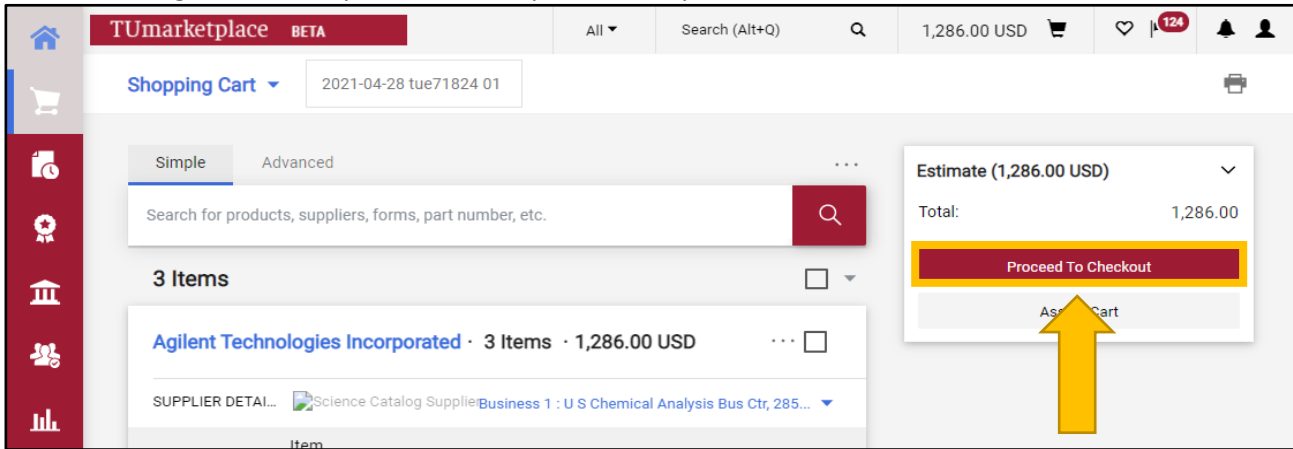 TUmarketplace BETA All Search (Alt+Q) 1,286.00 USD 124
Shopping Cart 2021-04-28 tue71824 01
Simple Advanced ...
Estimate (1,286.00 USD)
Search for products, suppliers, forms, part number, etc.
Total: 1,286.00
Proceed To Checkout
3 Items
Cart
Agilent Technologies Incorporated · 3 Items · 1,286.00 USD ...
SUPPLIER DETAI... Science Catalog Supplier Business 1 : U S Chemical Analysis Bus Ctr, 285...
Item